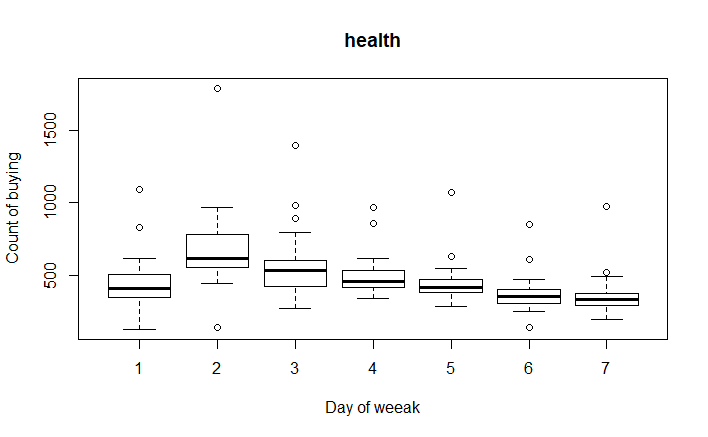 health
Count of buying
1500
1000
500
1 2 3 4 5 6 7
Day of weeak